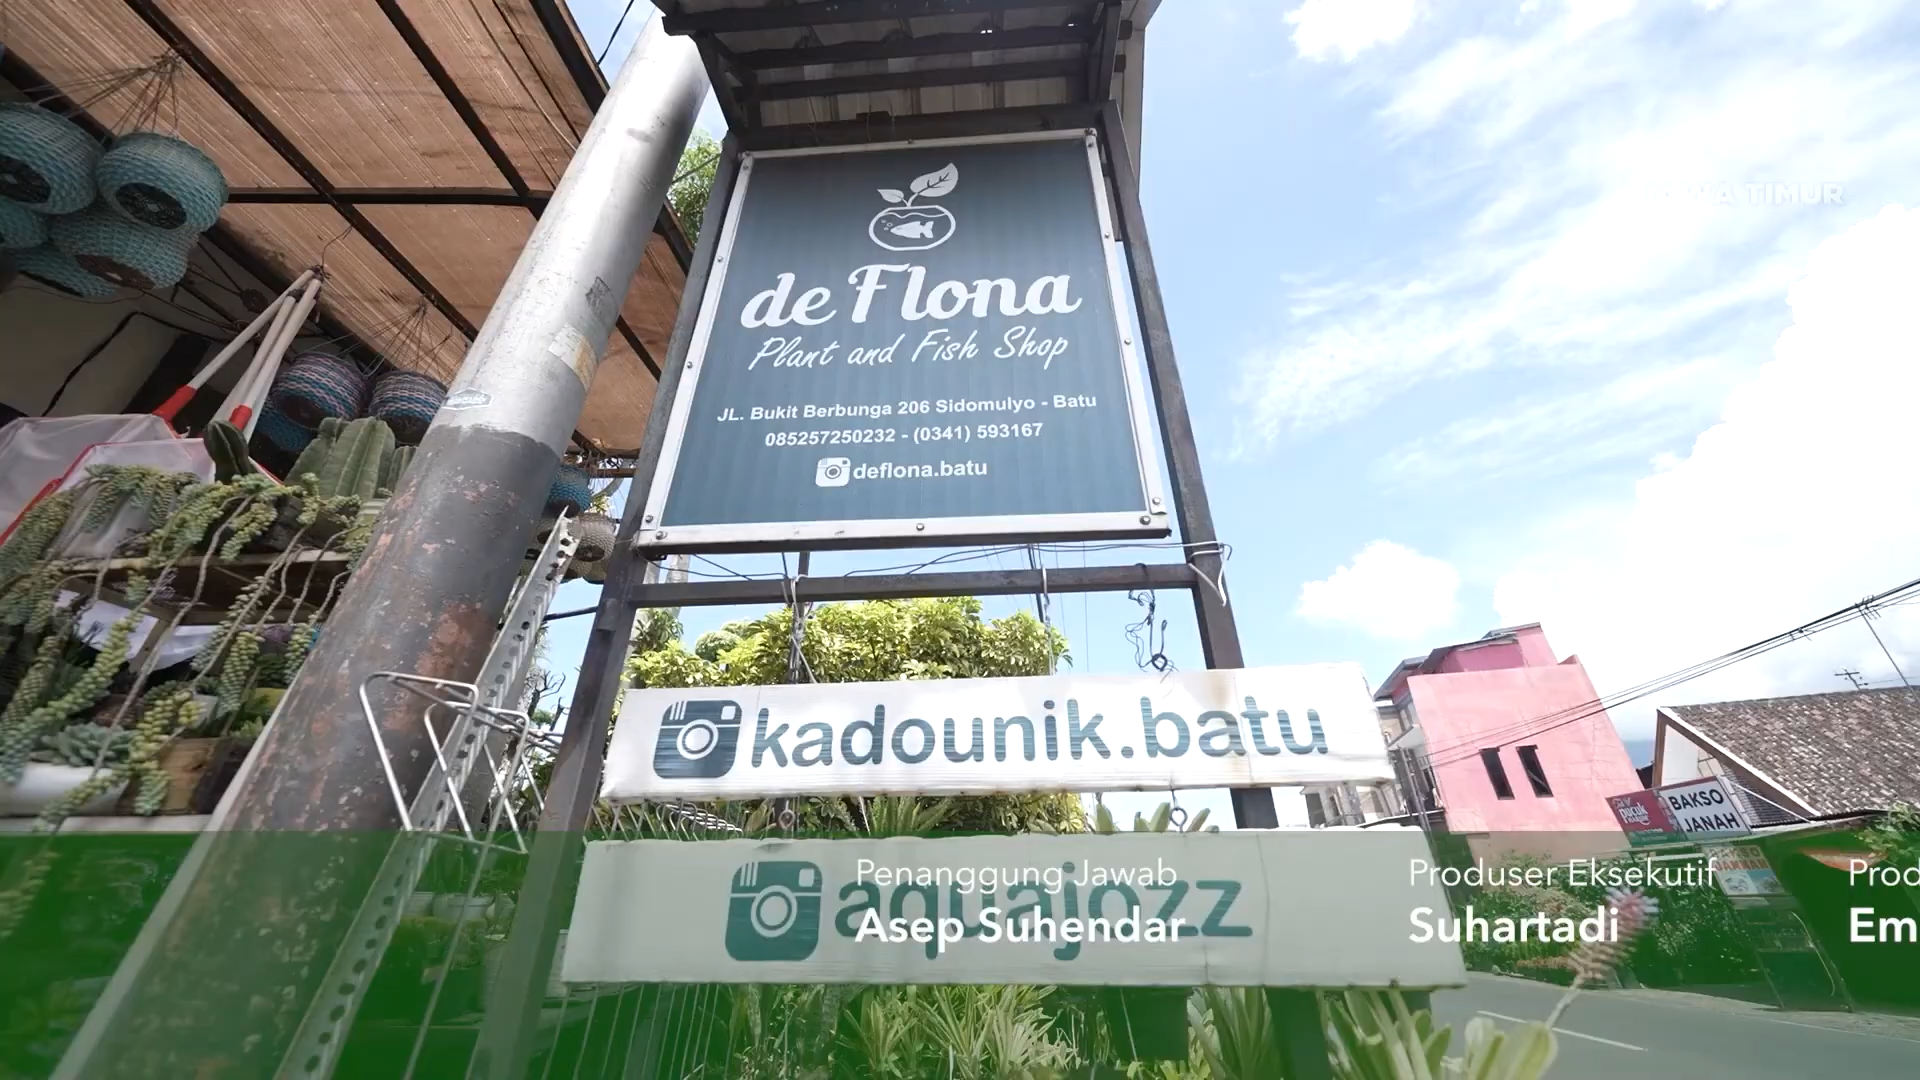 de Flona
Plant and Fish Shop
JL. Bukit Berbunga 206 Sidomulyo - Batu
085257250232 - (0341) 593167
deflona.batu
TIMUR
kadounik.batu
BAKSO
JANAH
aquajozz
Penanggung Jawab
Asep Suhendar
Produser Eksekutif
Suhartadi